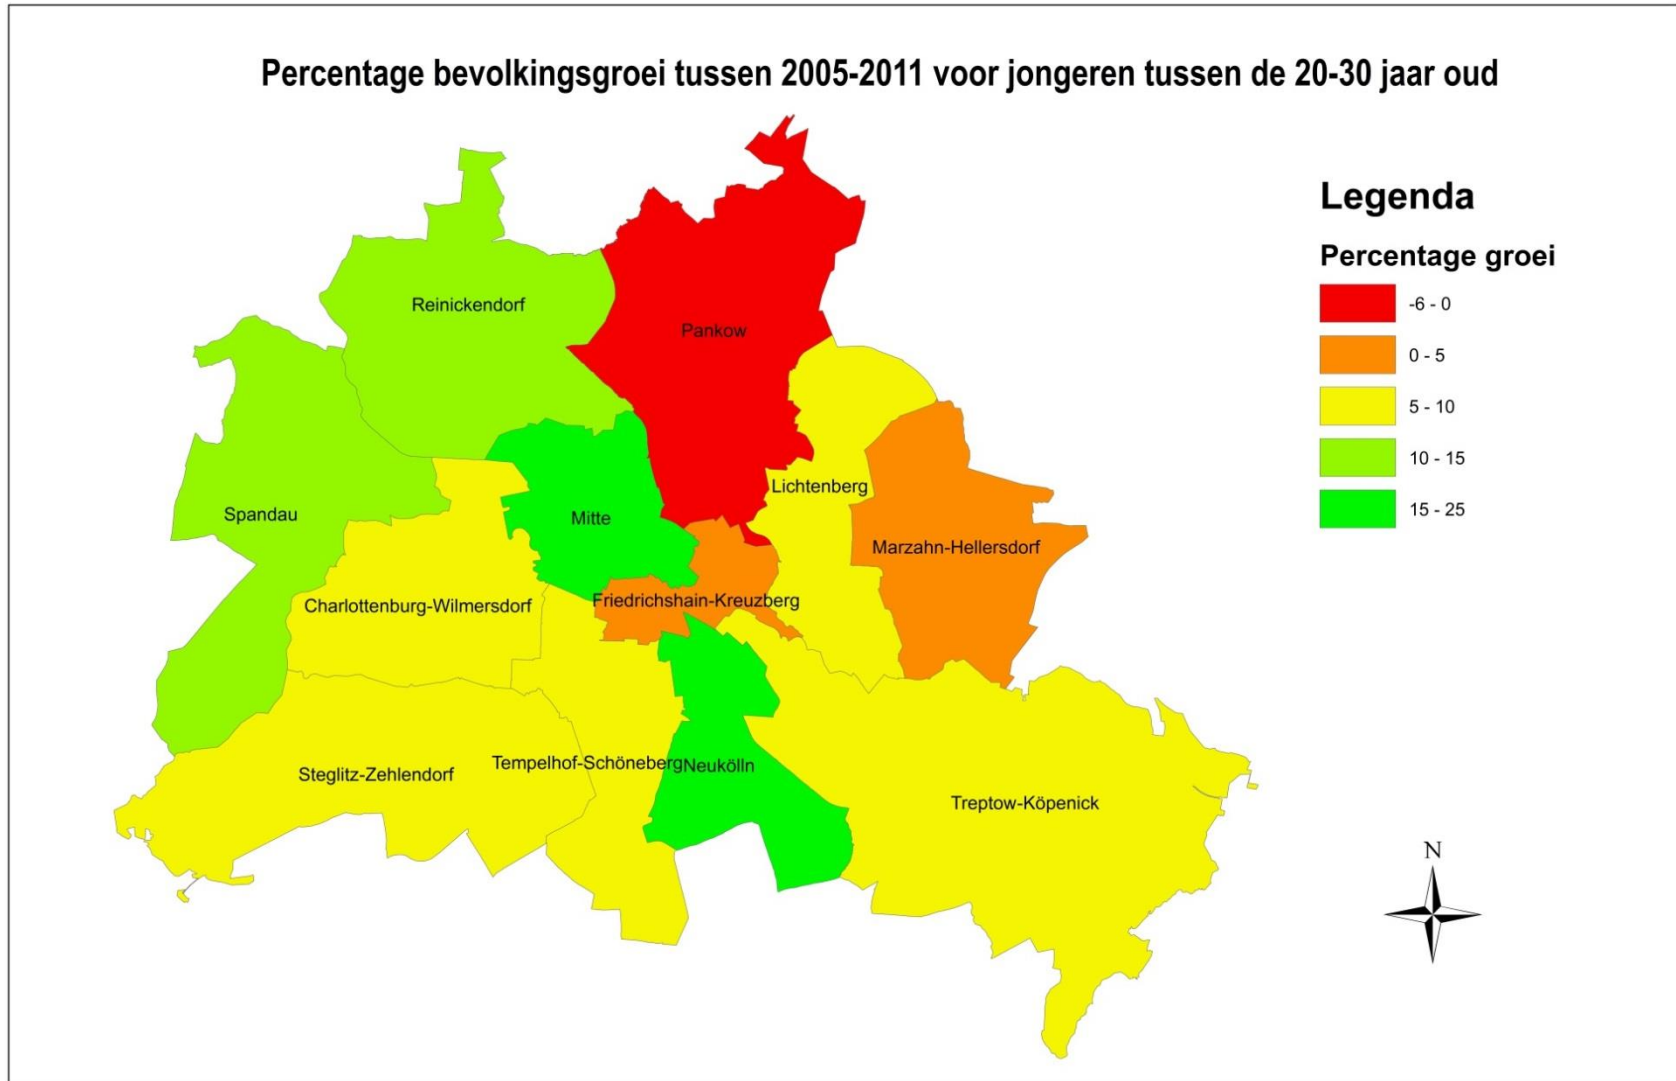 Percentage bevolkingsgroei tussen 2005-2011 voor jongeren tussen de 20-30 jaar oud
Legenda
Percentage groei
-6 - 0
0 - 5
5 - 10
10 - 15
15 - 25
Reinickendorf
Pankow
Lichtenberg
Spandau
Mitte
Marzahn-Hellersdorf
Charlottenburg-Wilmersdorf
Friedrichshain-Kreuzberg
Steglitz-Zehlendorf
Tempelhof-Schöneberg
Neukölln
Treptow-Köpenick
N